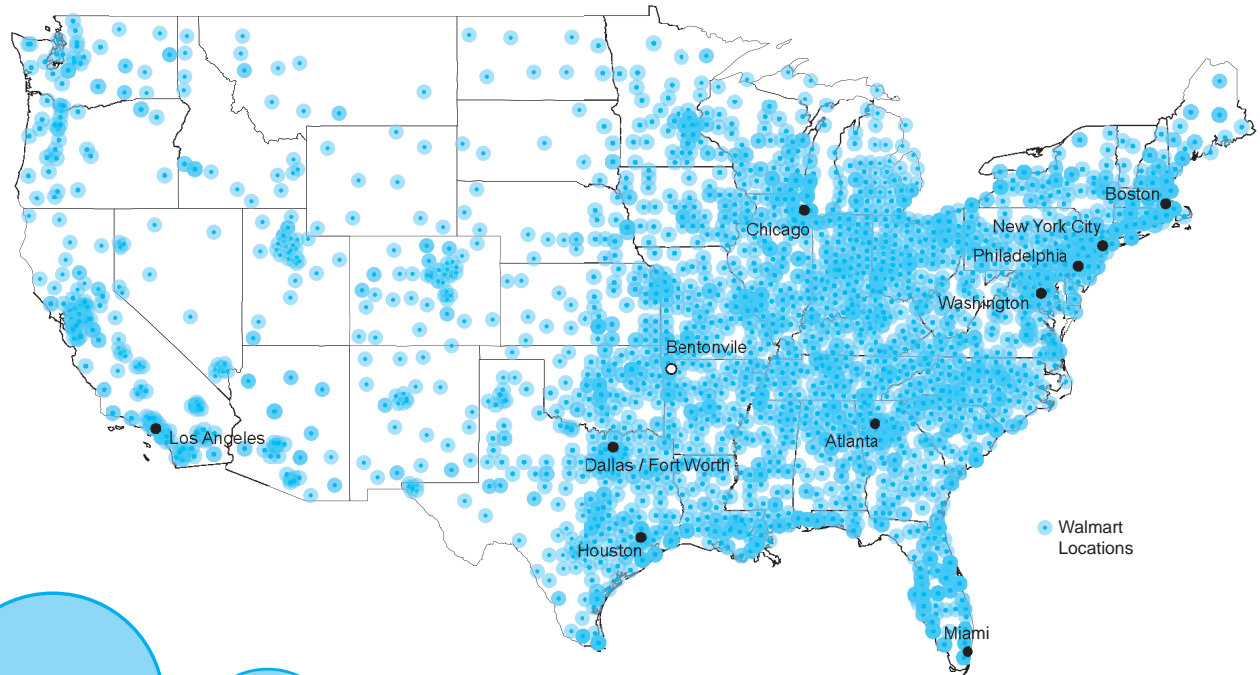 Boston
New York City
Chicago
Philadelphia
Washington
Bentonvile
Atlanta
Los Angeles
Dallas / Fort Worth
Walmart
Locations
Houston
Miami